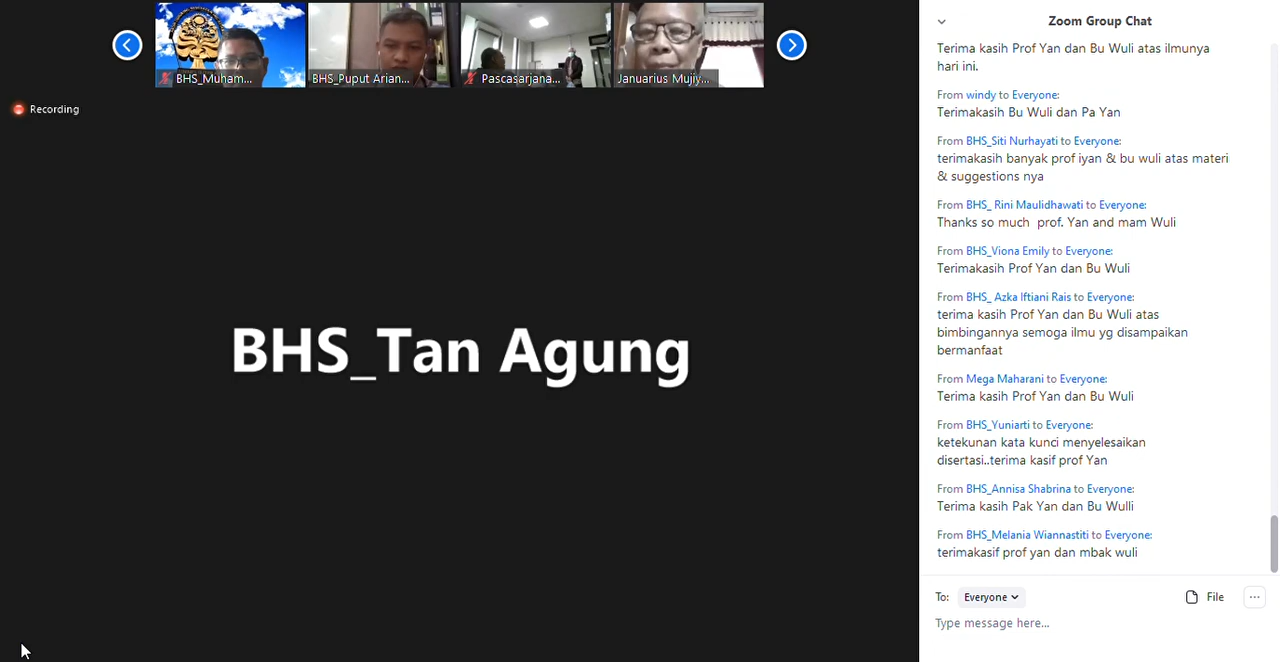 BHS_Muham...
BHS_Puput Arian...
Pascasarjana...
Januarius Mujiy...
Recording
BHS_Tan Agung
Zoom Group Chat
Terima kasih Prof Yan dan Bu Wuli atas ilmunya
hari ini.
From windy to Everyone:
Terimakasih Bu Wuli dan Pa Yan
From BHS_Siti Nurhayati to Everyone:
terimakasih banyak prof iyan & bu wuli atas materi
& suggestions nya
From BHS_ Rini Maulidhawati to Everyone:
Thanks so much  prof. Yan and mam Wuli
From BHS_Viona Emily to Everyone:
Terimakasih Prof Yan dan Bu Wuli
From BHS_ Azka Iftiani Rais to Everyone:
terima kasih Prof Yan dan Bu Wuli atas
bimbingannya semoga ilmu yg disampaikan
bermanfaat
From Mega Maharani to Everyone:
Terima kasih Prof Yan dan Bu Wuli
From BHS_Yuniarti to Everyone:
ketekunan kata kunci menyelesaikan
disertasi..terima kasif prof Yan
From BHS_Annisa Shabrina to Everyone:
Terima kasih Pak Yan dan Bu Wulli
From BHS_Melania Wiannastiti to Everyone:
terimakasif prof yan dan mbak wuli
To: Everyone
File
Type message here...